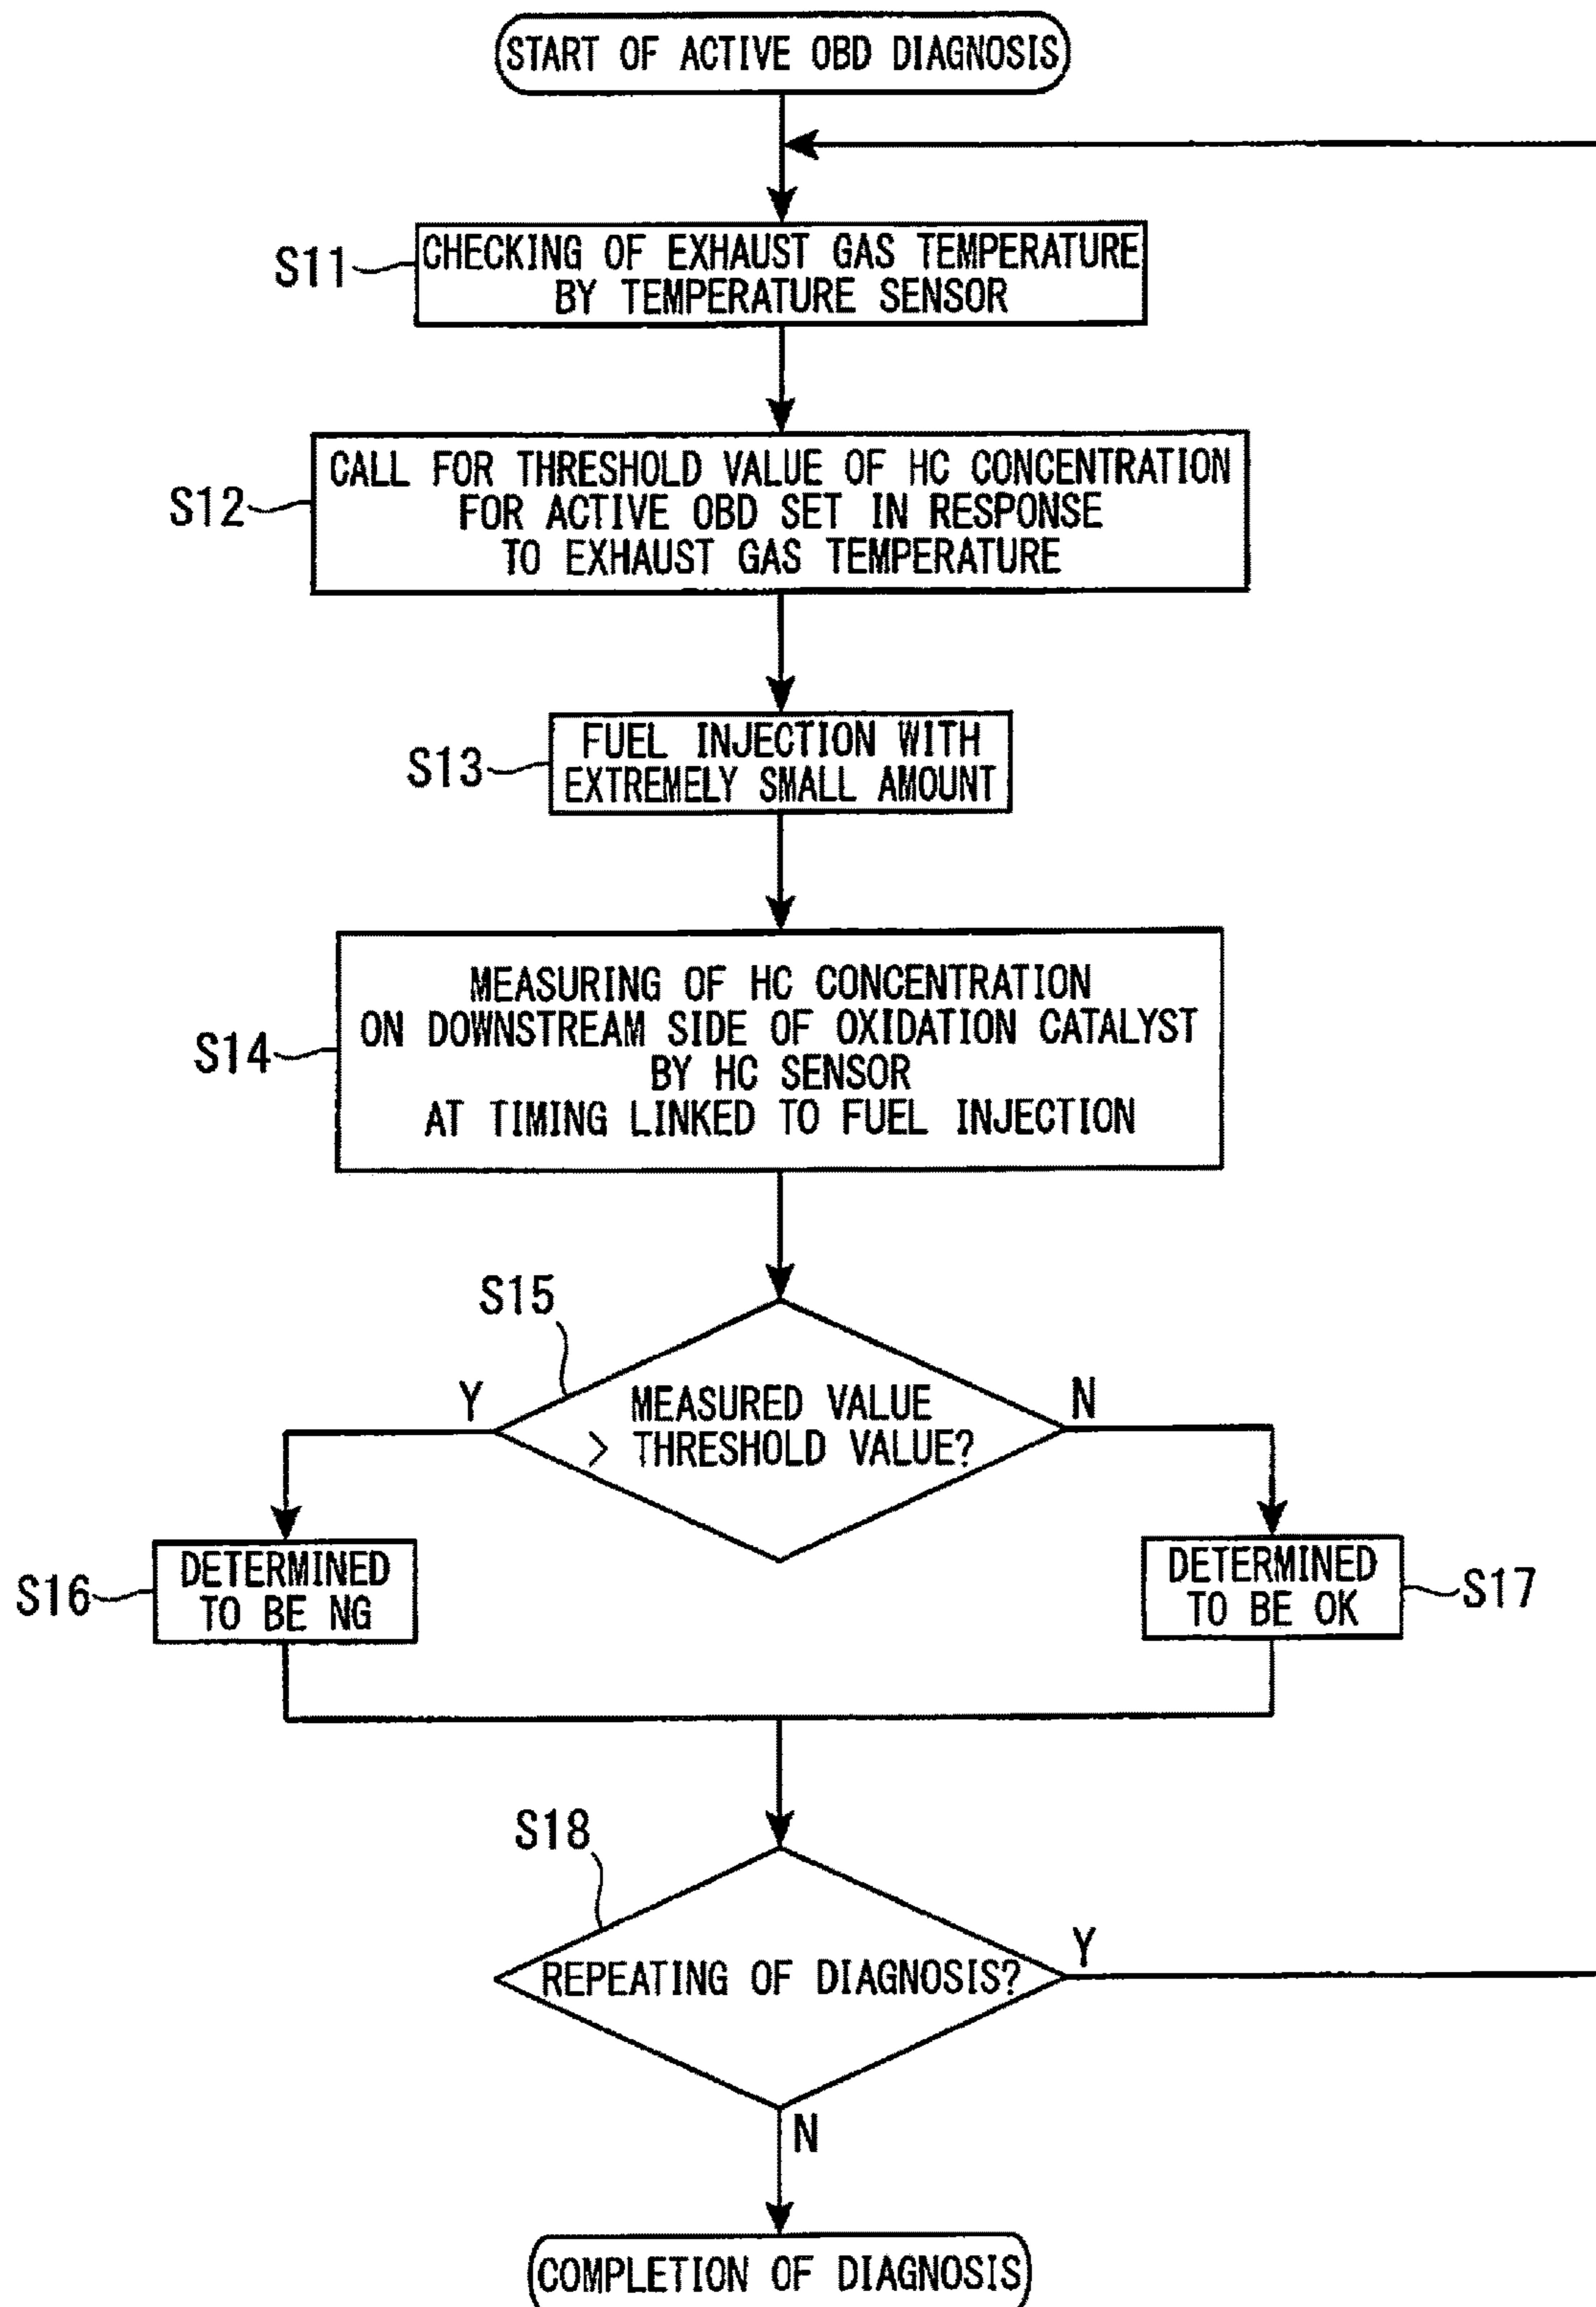 START OF ACTIVE OBD DIAGNOSIS
S11
CHECKING OF EXHAUST GAS TEMPERATURE
BY TEMPERATURE SENSOR
S12
CALL FOR THRESHOLD VALUE OF HC CONCENTRATION
FOR ACTIVE OBD SET IN RESPONSE
TO EXHAUST GAS TEMPERATURE
S13
FUEL INJECTION WITH
EXTREMELY SMALL AMOUNT
S14
MEASURING OF HC CONCENTRATION
ON DOWNSTREAM SIDE OF OXIDATION CATALYST
BY HC SENSOR
AT TIMING LINKED TO FUEL INJECTION
S15
MEASURED VALUE
> THRESHOLD VALUE?
Y
N
S16
DETERMINED
TO BE NG
DETERMINED
TO BE OK
S17
S18
REPEATING OF DIAGNOSIS?
Y
N
COMPLETION OF DIAGNOSIS